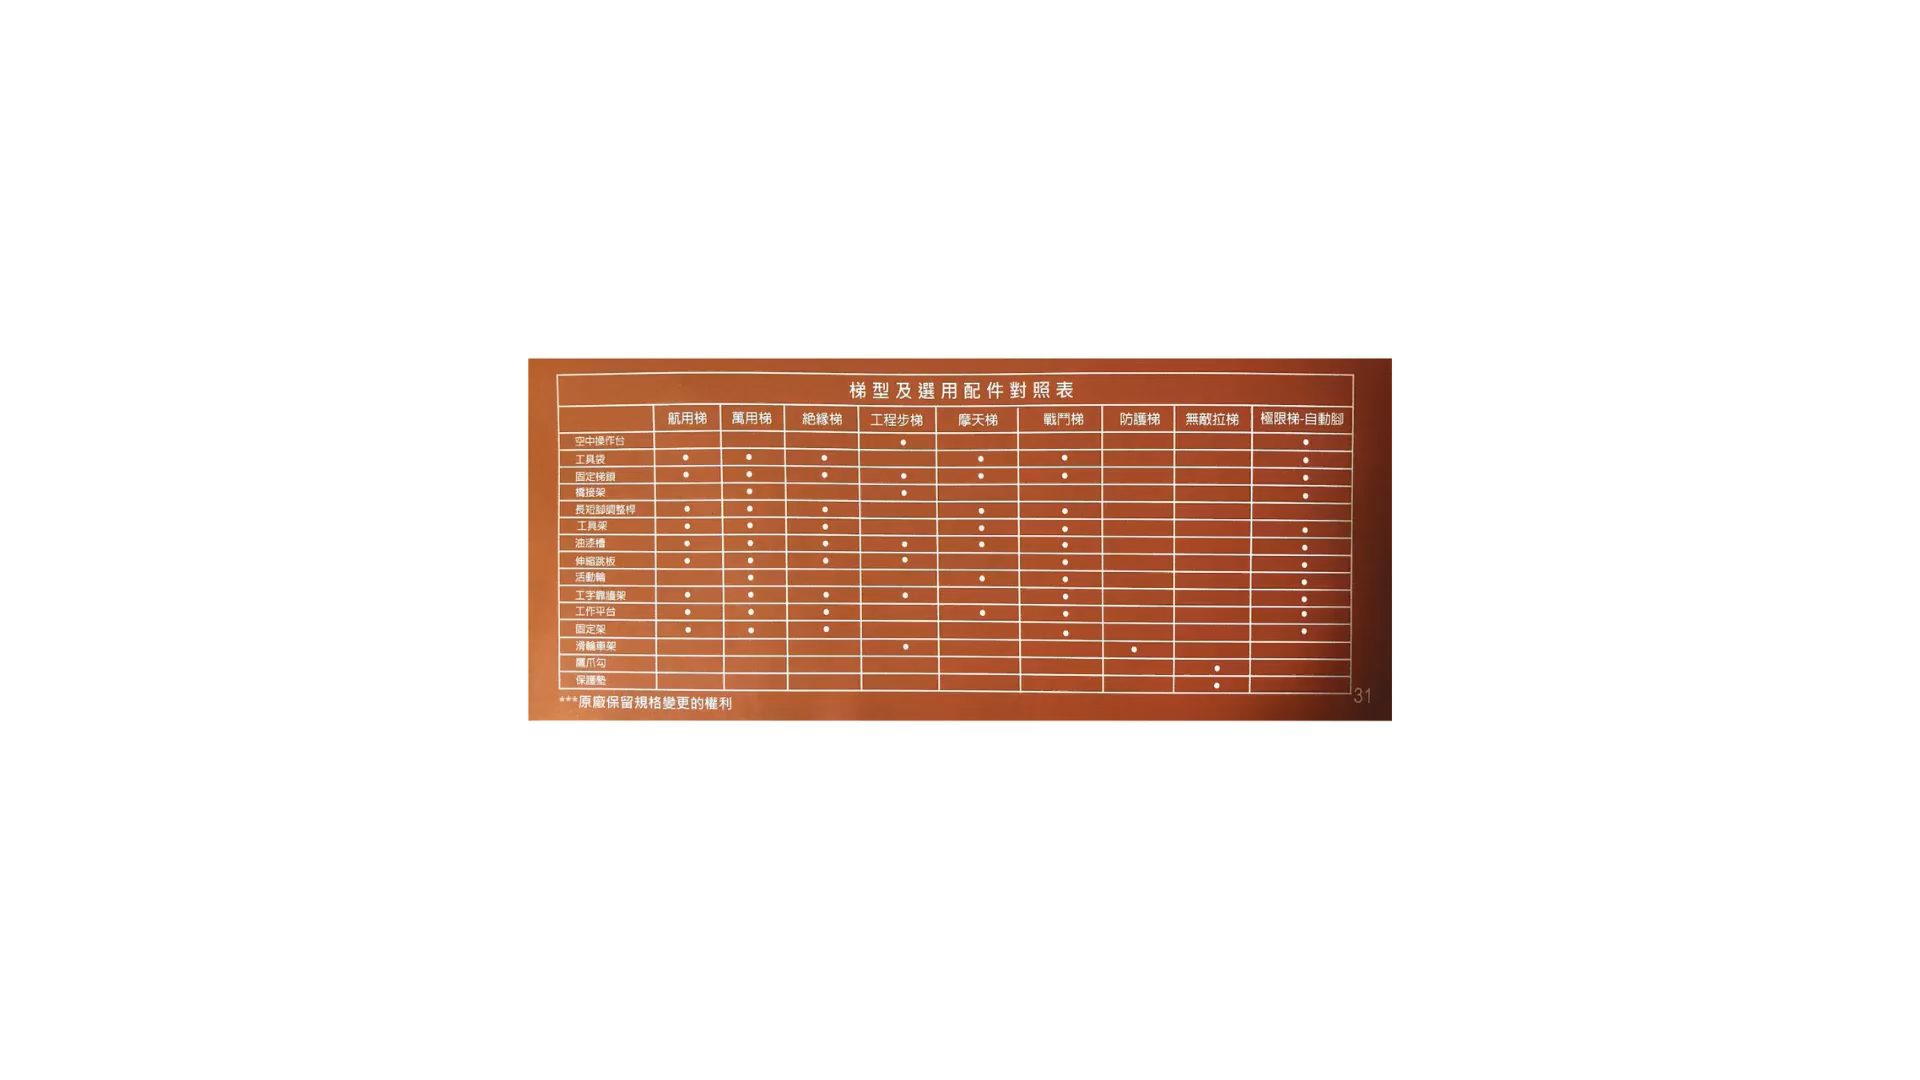 梯型及選用配件對照表
航用梯 萬用梯 絕緣梯 工程步梯 摩天梯 戰鬥梯 防護梯 無敵拉梯 極限梯-自動腳
空中操作台 • •
工具袋 • • • • • •
固定梯鎖 • • • • • • •
橋接架 • • •
長短腳調整桿 • • • • •
工具架 • • • • • •
油漆槽 • • • • • • •
伸縮跳板 • • • • • •
活動輪 • • • •
工字靠牆架 • • • • • •
工作平台 • • • • • •
固定架 • • • • •
滑輪車架 • •
鷹爪勾 •
保護墊 •
***原廠保留規格變更的權利
31